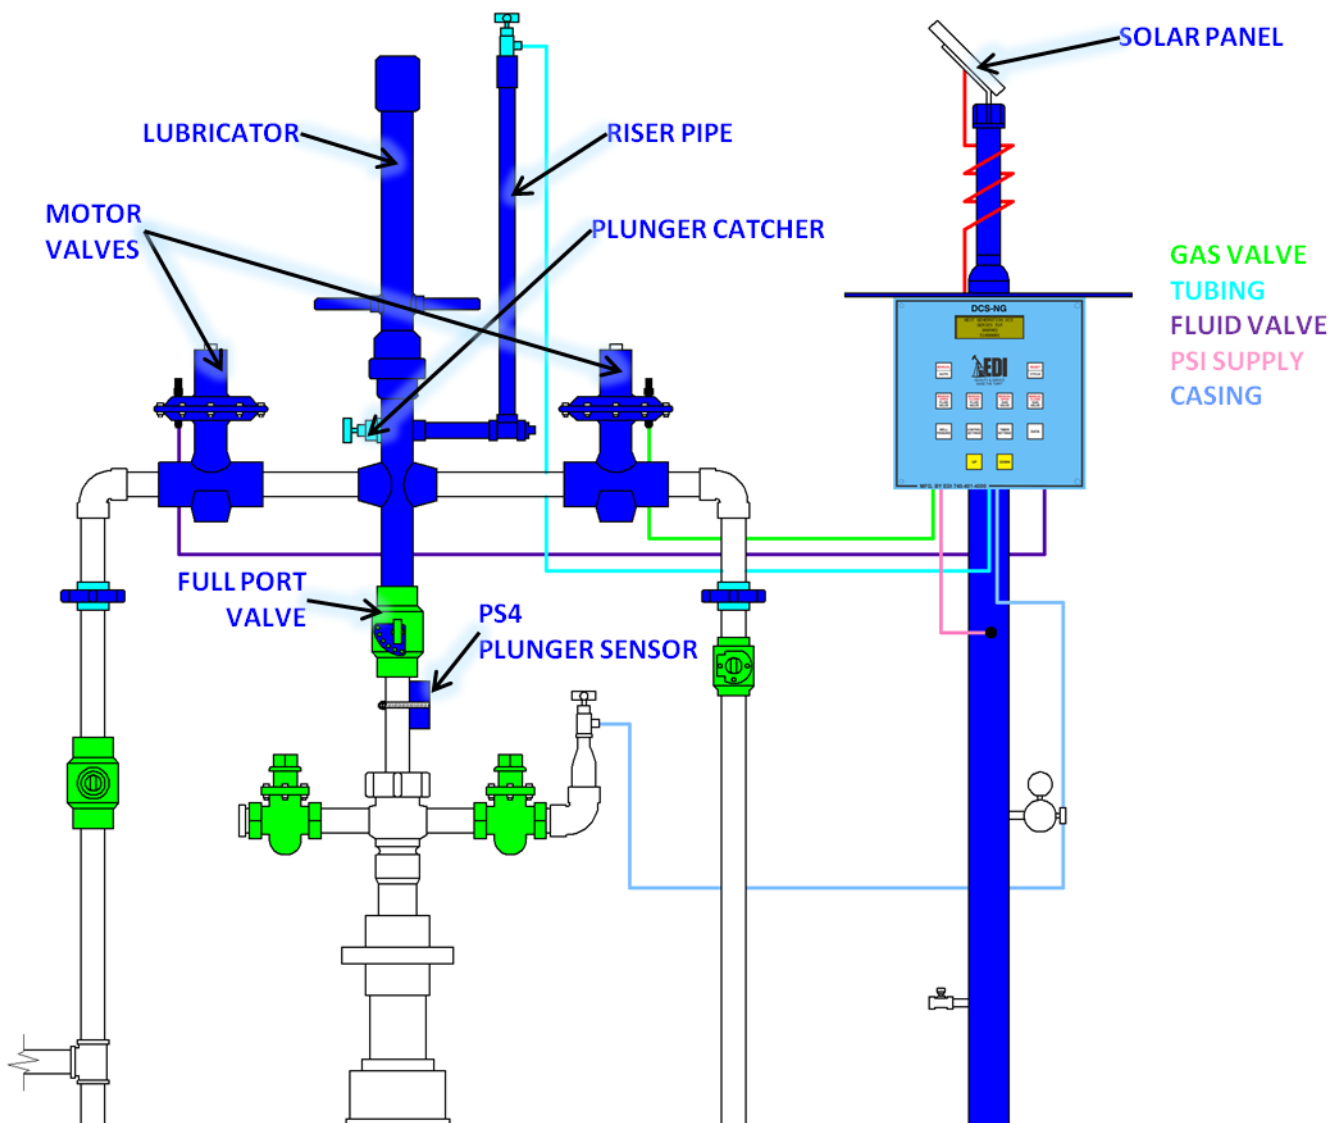 SOLAR PANEL
LUBRICATOR
RISER PIPE
MOTOR
VALVES
PLUNGER CATCHER
GAS VALVE
TUBING
FLUID VALVE
PSI SUPPLY
CASING
DCS-NG
EDI
FULL PORT
VALVE
PS4
PLUNGER SENSOR